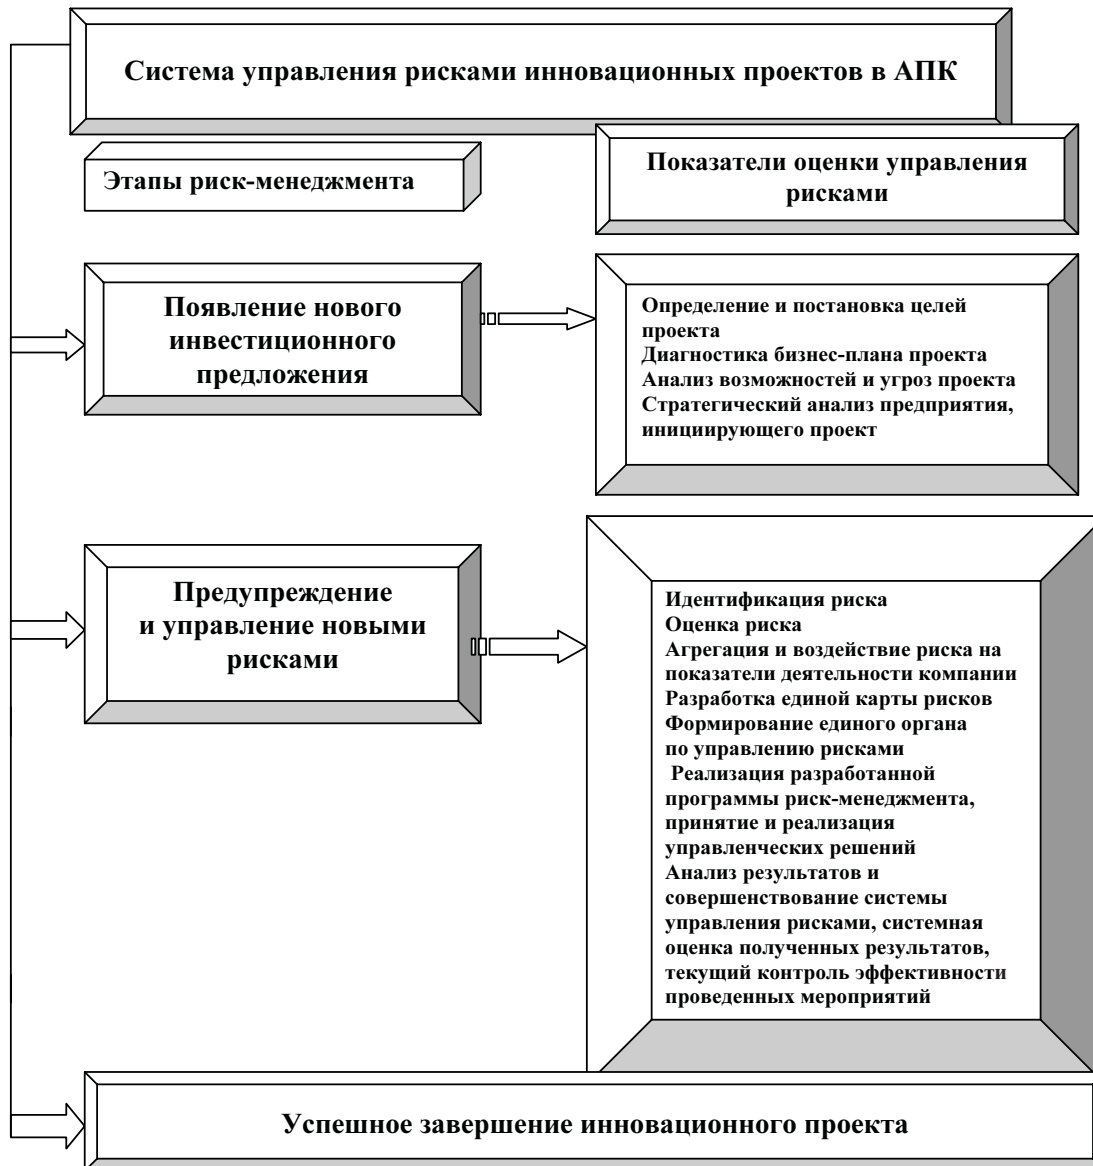 Система управления рисками инновационных проектов в АПК
Этапы риск-менеджмента
Показатели оценки управления
рисками
Появление нового
инвестиционного
предложения
Определение и постановка целей
проекта
Диагностика бизнес-плана проекта
Анализ возможностей и угроз проекта
Стратегический анализ предприятия,
инициирующего проект
Предупреждение
и управление новыми
рисками
Идентификация риска
Оценка риска
Агрегация и воздействие риска на
показатели деятельности компании
Разработка единой карты рисков
Формирование единого органа
по управлению рисками
Реализация разработанной
программы риск-менеджмента,
принятие и реализация
управленческих решений
Анализ результатов и
совершенствование системы
управления рисками, системная
оценка полученных результатов,
текущий контроль эффективности
проведенных мероприятий
Успешное завершение инновационного проекта